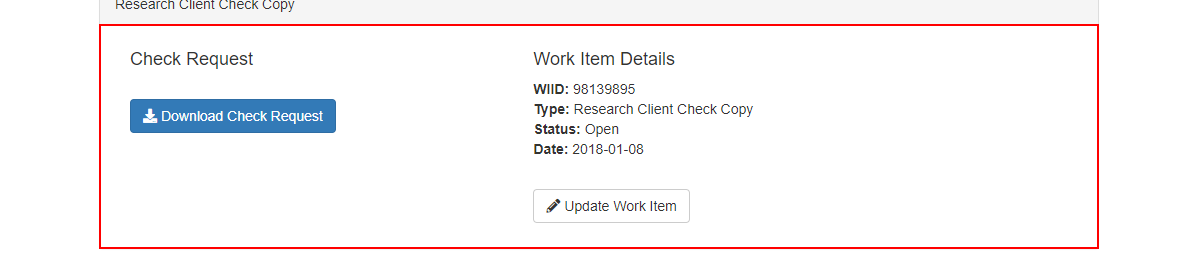 Research Client Check Copy
Check Request
Download Check Request
Work Item Details
WIID: 98139895
Type: Research Client Check Copy
Status: Open
Date: 2018-01-08
Update Work Item